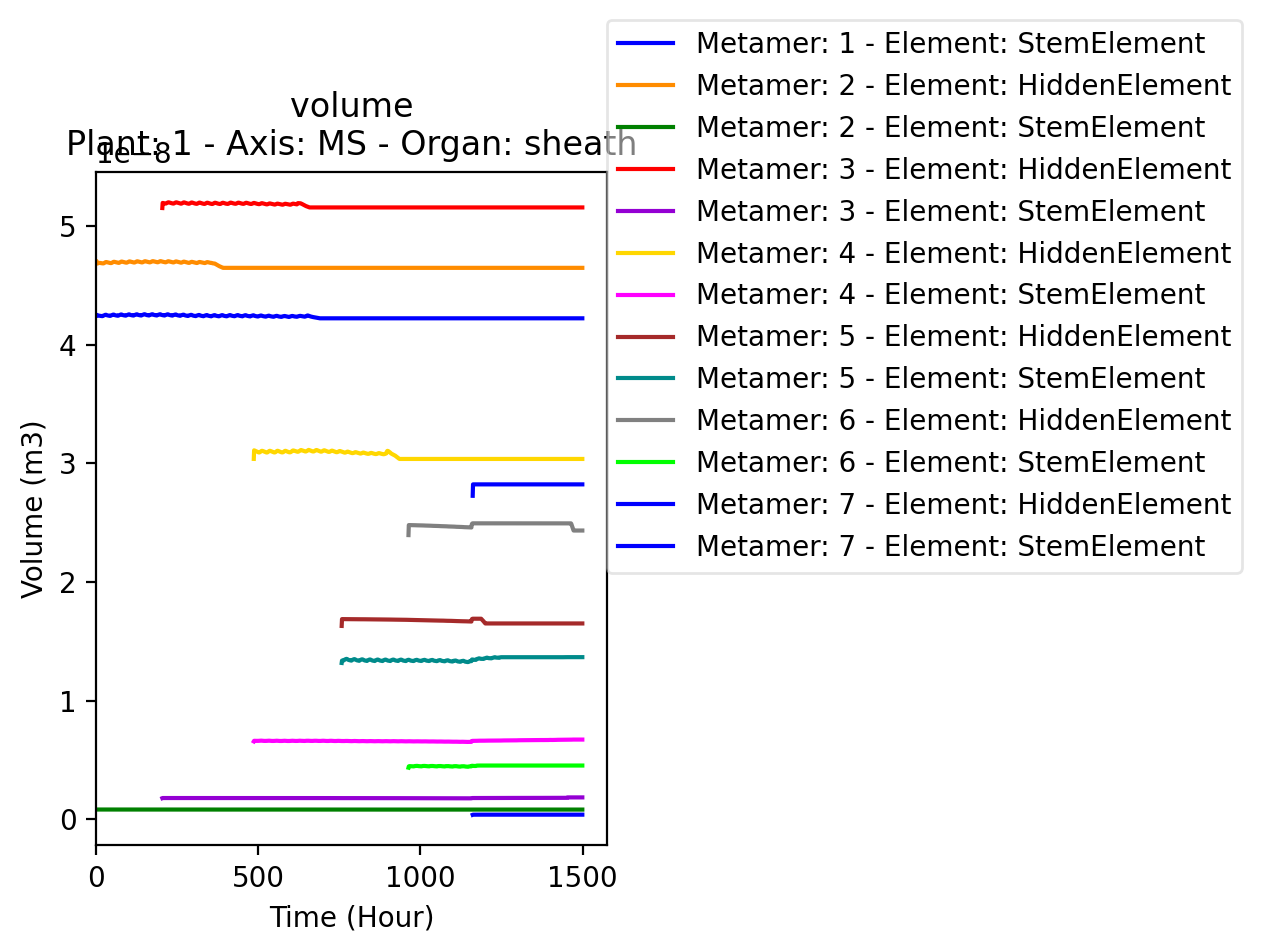 volume
Plant: 1 - Axis: MS - Organ: sheath
1e−8
5
4
3
2
1
0
Volume (m3)
0 500 1000 1500
Time (Hour)
Metamer: 1 - Element: StemElement
Metamer: 2 - Element: HiddenElement
Metamer: 2 - Element: StemElement
Metamer: 3 - Element: HiddenElement
Metamer: 3 - Element: StemElement
Metamer: 4 - Element: HiddenElement
Metamer: 4 - Element: StemElement
Metamer: 5 - Element: HiddenElement
Metamer: 5 - Element: StemElement
Metamer: 6 - Element: HiddenElement
Metamer: 6 - Element: StemElement
Metamer: 7 - Element: HiddenElement
Metamer: 7 - Element: StemElement